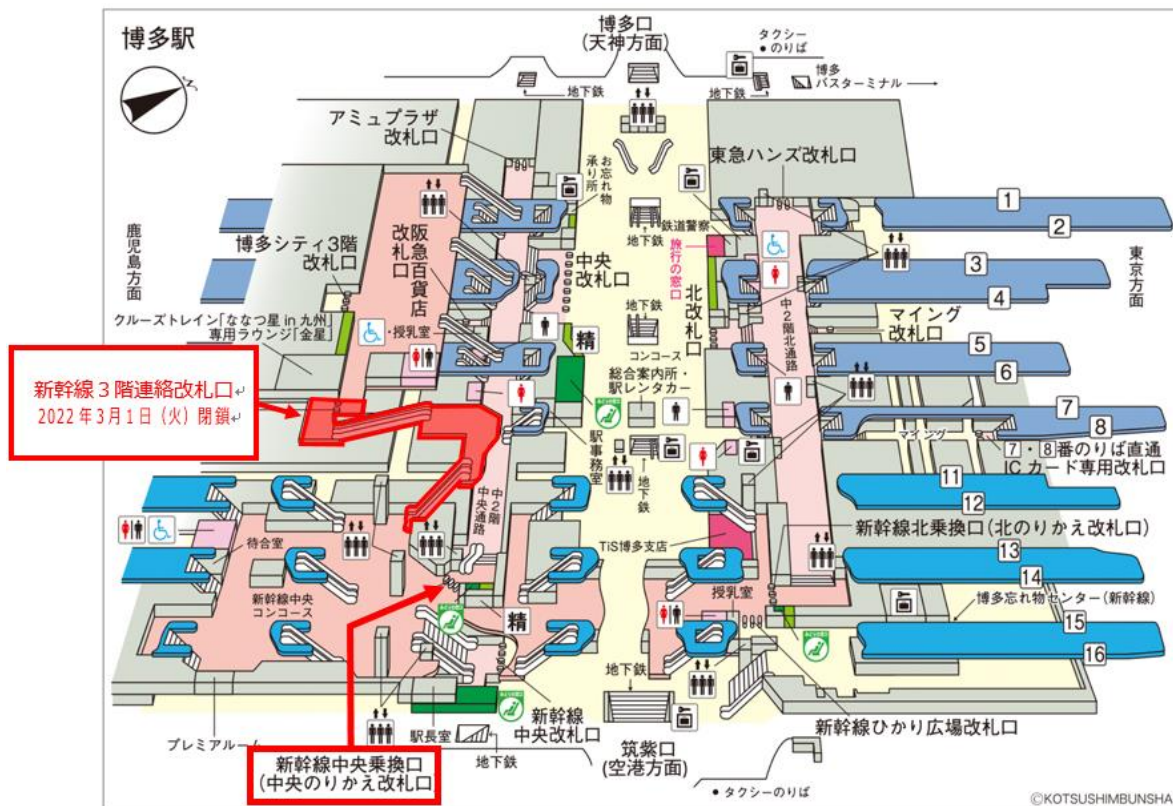 博多駅
博多口
(天神方面)
タクシー
● のりば
博多
バスターミナル
地下鉄
地下鉄
アミュプラザ
改札口
お忘れ物
承り所
東急ハンズ改札口
鉄道警察
地下鉄
旅行の窓口
1
2
鹿児島方面
東京方面
博多シティ3階
改札口
阪急百貨店
改札口
中央改札口
北改札口
中2階北通路
3
4
クルーズトレイン「ななつ星 in 九州」
専用ラウンジ「金星」
・授乳室
精
地下鉄
コンコース
マイング
改札口
5
6
総合案内所・
駅レンタカー
新幹線3階連絡改札口
2022年3月1日(火)閉鎖
駅事務室
7
8
マイング
7・8番のりば直通
ICカード専用改札口
地下鉄
中2階
中央通路
11
12
新幹線北乗換口(北のりかえ改札口)
待合室
TiS博多支店
13
14
新幹線中央
コンコース
精
授乳室
博多忘れ物センター(新幹線)
15
16
地下鉄
新幹線
中央改札口
新幹線ひかり広場改札口
プレミアルーム
駅長室
地下鉄
筑紫口
(空港方面)
新幹線中央乗換口
(中央のりかえ改札口)
● タクシーのりば
©KOTSUSHIMBUNSHA